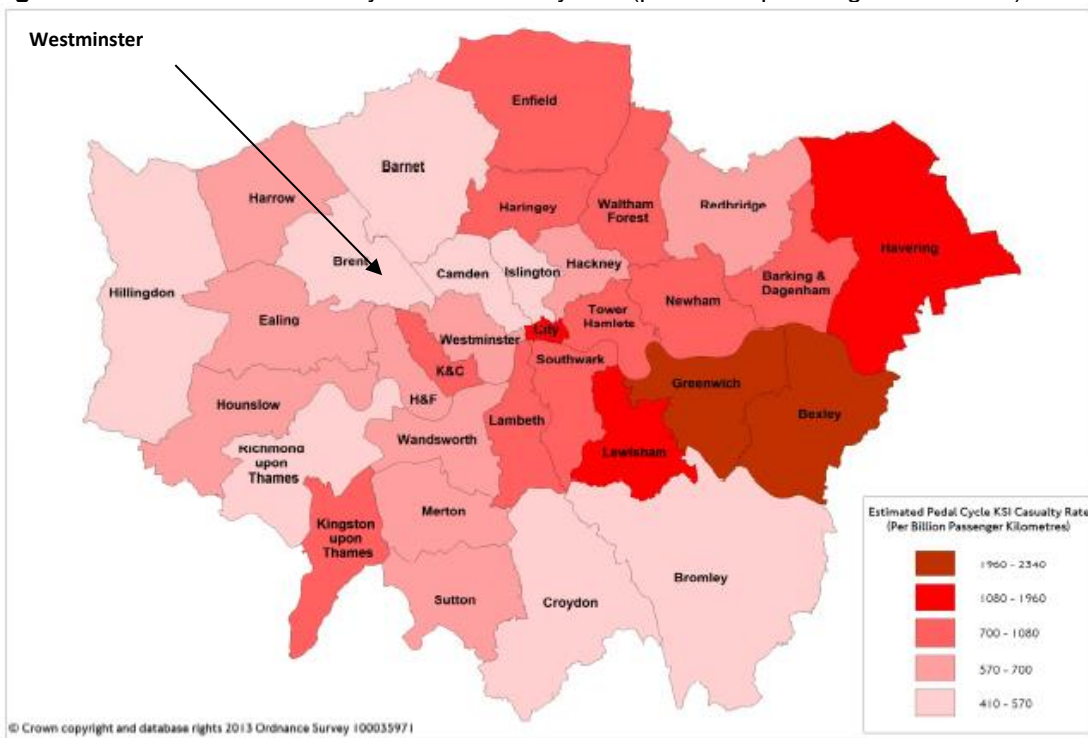 Westminster
Enfield
Barnet
Harrow
Haringey
Waltham
Forest
Redbridge
Havering
Brent
Camden
Islington
Hackney
Barking &
Dagenham
Hillingdon
Newham
Ealing
Tower
Hamlets
Westminster
City
Southwark
K&C
Greenwich
Hounslow
H&F
Bexley
Lambeth
Wandsworth
Lewisham
Richmond
upon
Thames
Merton
Kingston
upon
Thames
Sutton
Croydon
Bromley
Estimated Pedal Cycle KSI Casualty Rate
(Per Billion Passenger Kilometres)
1960 - 2340
1080 - 1960
700 - 1080
570 - 700
410 - 570
© Crown copyright and database rights 2013 Ordnance Survey 100035971